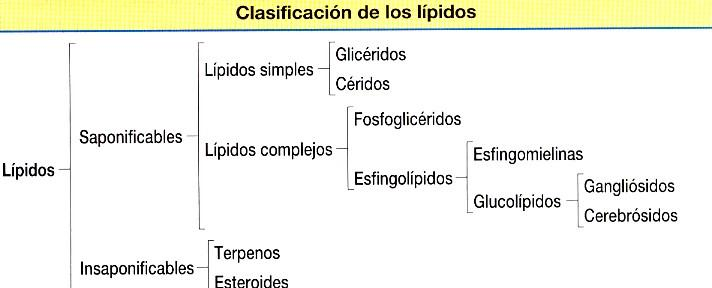 Clasificación de los lípidos
Glicéridos
Lípidos simples
Céridos
Fosfoglicéridos
Saponificables
Lípidos complejos
Esfingomielinas
Lípidos
Esfingolípidos
Gangliósidos
Glucolípidos
Cerebrósidos
Terpenos
Insaponificables
Esteroides